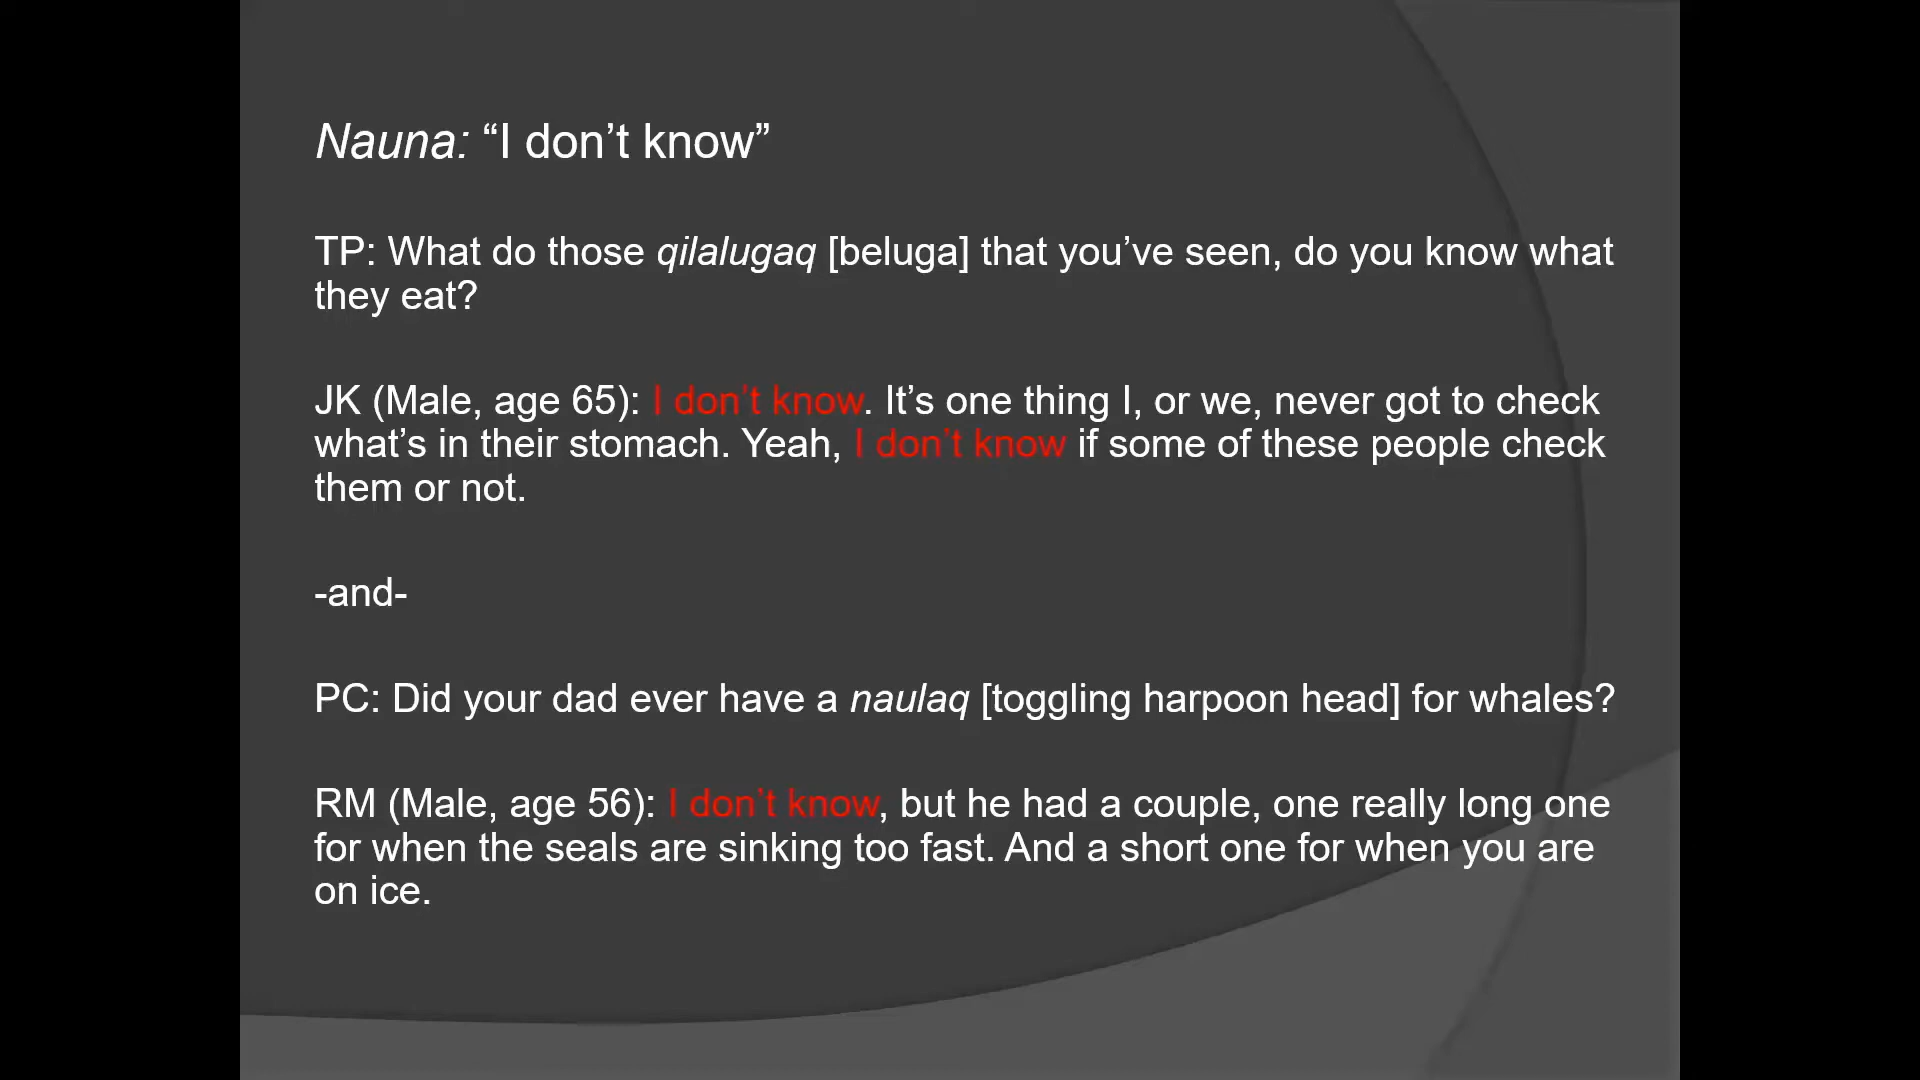 Nauna: “I don’t know”
TP: What do those qilalugaq [beluga] that you’ve seen, do you know what
they eat?
JK (Male, age 65): I don’t know. It’s one thing I, or we, never got to check
what’s in their stomach. Yeah, I don’t know if some of these people check
them or not.
-and-
PC: Did your dad ever have a naulaq [toggling harpoon head] for whales?
RM (Male, age 56): I don’t know, but he had a couple, one really long one
for when the seals are sinking too fast. And a short one for when you are
on ice.